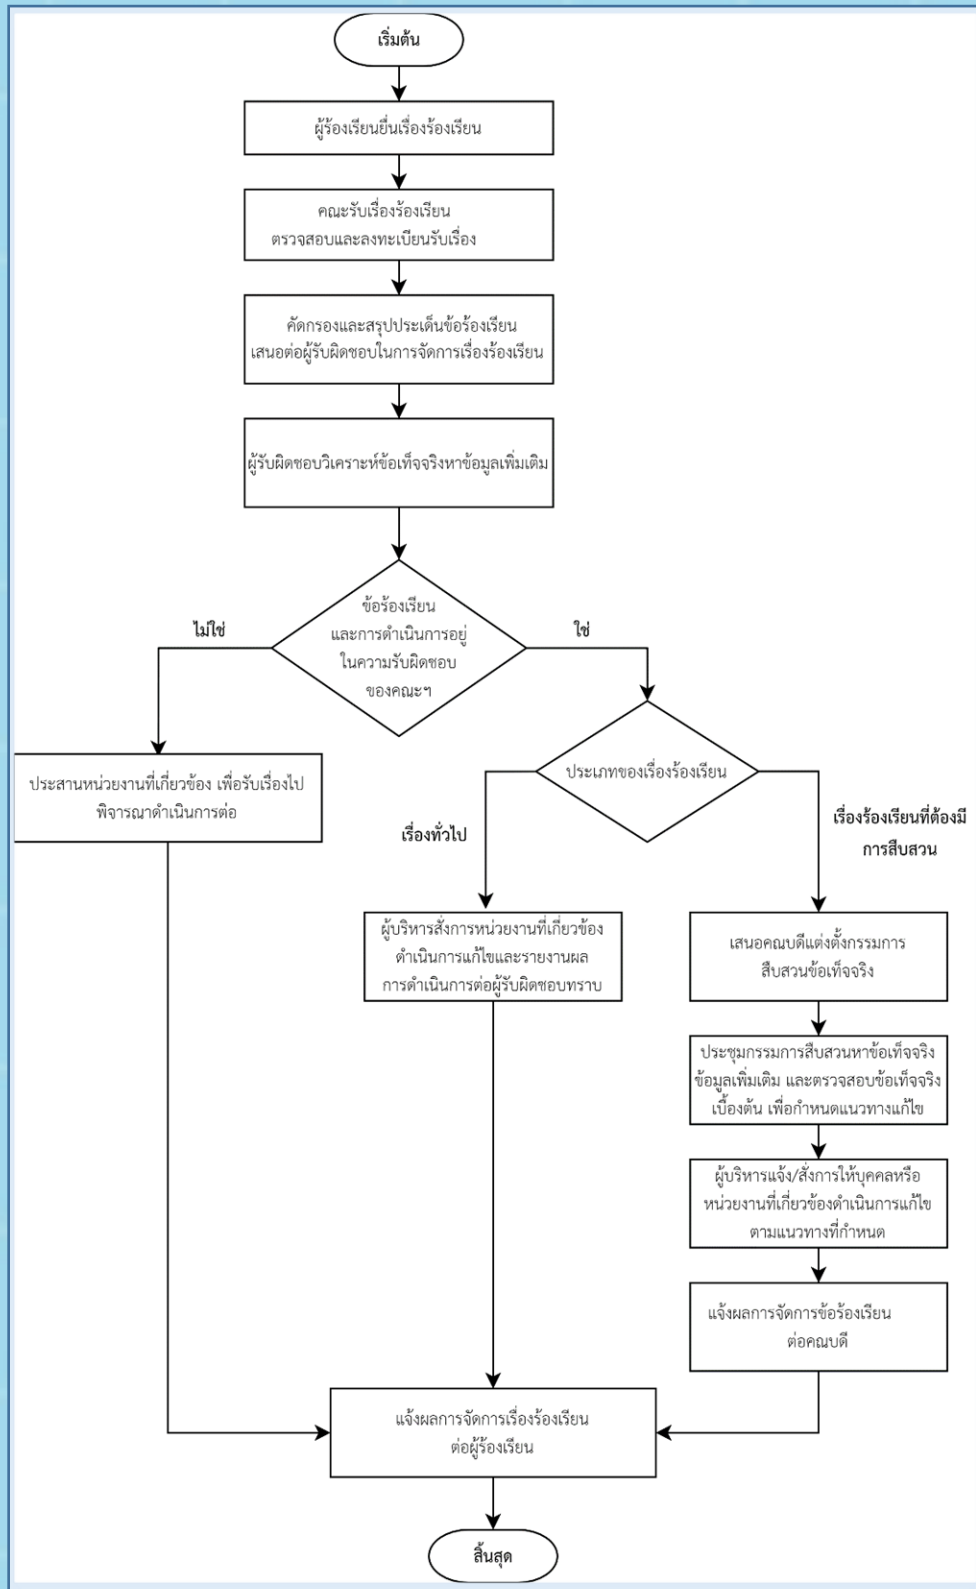 เริ่มต้น
ผู้ร้องเรียนยื่นเรื่องร้องเรียน
คณะรับเรื่องร้องเรียน
ตรวจสอบและลงทะเบียนรับเรื่อง
คัดกรองและสรุปประเด็นข้อร้องเรียน
เสนอต่อผู้รับผิดชอบในการจัดการเรื่องร้องเรียน
ผู้รับผิดชอบวิเคราะห์ข้อเท็จจริงหาข้อมูลเพิ่มเติม
ข้อร้องเรียน
และการดำเนินการอยู่
ในความรับผิดชอบ
ของคณะฯ
ไม่ใช่
ใช่
ประสานหน่วยงานที่เกี่ยวข้อง เพื่อรับเรื่องไป
พิจารณาดำเนินการต่อ
ประเภทของเรื่องร้องเรียน
เรื่องทั่วไป
เรื่องร้องเรียนที่ต้องมี
การสืบสวน
ผู้บริหารสั่งการหน่วยงานที่เกี่ยวข้อง
ดำเนินการแก้ไขและรายงานผล
การดำเนินการต่อผู้รับผิดชอบทราบ
เสนอคณบดีแต่งตั้งกรรมการ
สืบสวนข้อเท็จจริง
ประชุมกรรมการสืบสวนหาข้อเท็จจริง
ข้อมูลเพิ่มเติม และตรวจสอบข้อเท็จจริง
เบื้องต้น เพื่อกำหนดแนวทางแก้ไข
ผู้บริหารแจ้ง/สั่งการให้บุคคลหรือ
หน่วยงานที่เกี่ยวข้องดำเนินการแก้ไข
ตามแนวทางที่กำหนด
แจ้งผลการจัดการข้อร้องเรียน
ต่อคณบดี
แจ้งผลการจัดการเรื่องร้องเรียน
ต่อผู้ร้องเรียน
สิ้นสุด